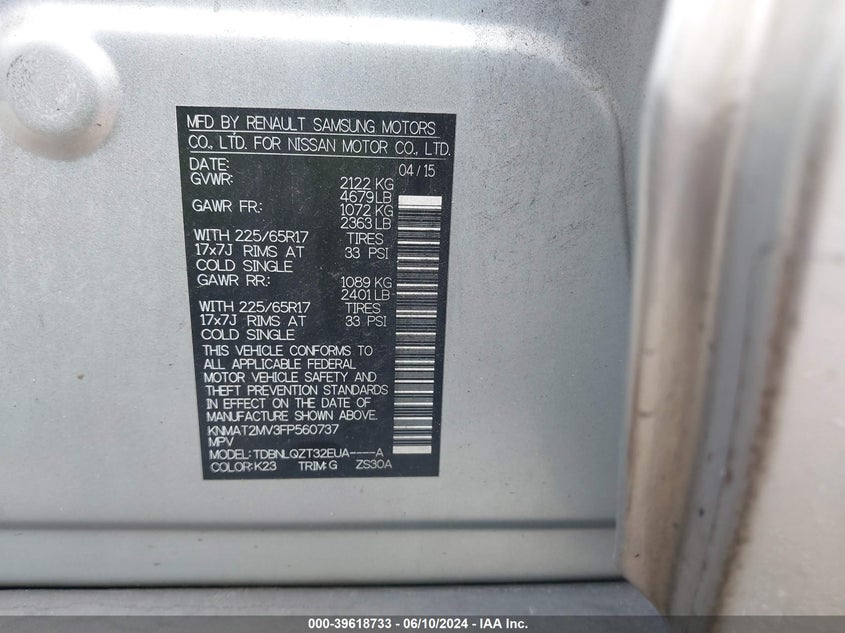 MFD BY RENAULT SAMSUNG MOTORS
CO., LTD. FOR NISSAN MOTOR CO., LTD.
DATE: 04/15
GVWR: 2122 KG
4679 LB
GAWR FR.: 1072 KG
2363 LB
WITH 225/65R17 TIRES
17x7J RIMS AT 33 PSI
COLD SINGLE
GAWR RR.: 1089 KG
2401 LB
WITH 225/65R17 TIRES
17x7J RIMS AT 33 PSI
COLD SINGLE
THIS VEHICLE CONFORMS TO
ALL APPLICABLE FEDERAL
MOTOR VEHICLE SAFETY AND
THEFT PREVENTION STANDARDS
IN EFFECT ON THE DATE OF
MANUFACTURE SHOWN ABOVE.
KNMAT2MV3FP560737
MPV
MODEL: TDBNLQZT32EUA----A
COLOR:K23 TRIM:G ZS30A
000-39618733 - 06/10/2024 - IAA Inc.